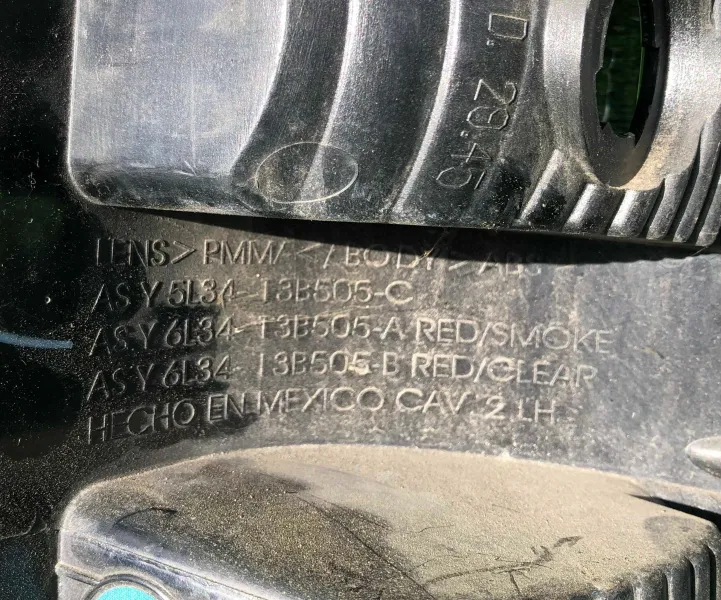 D. 29.45
LENS>PMMA< / BODY>ABS
ASY 5L34-13B505-C
ASY 6L34-13B505-A RED/SMOKE
ASY 6L34-13B505-B RED/CLEAR
HECHO EN MEXICO CAV 2 LH